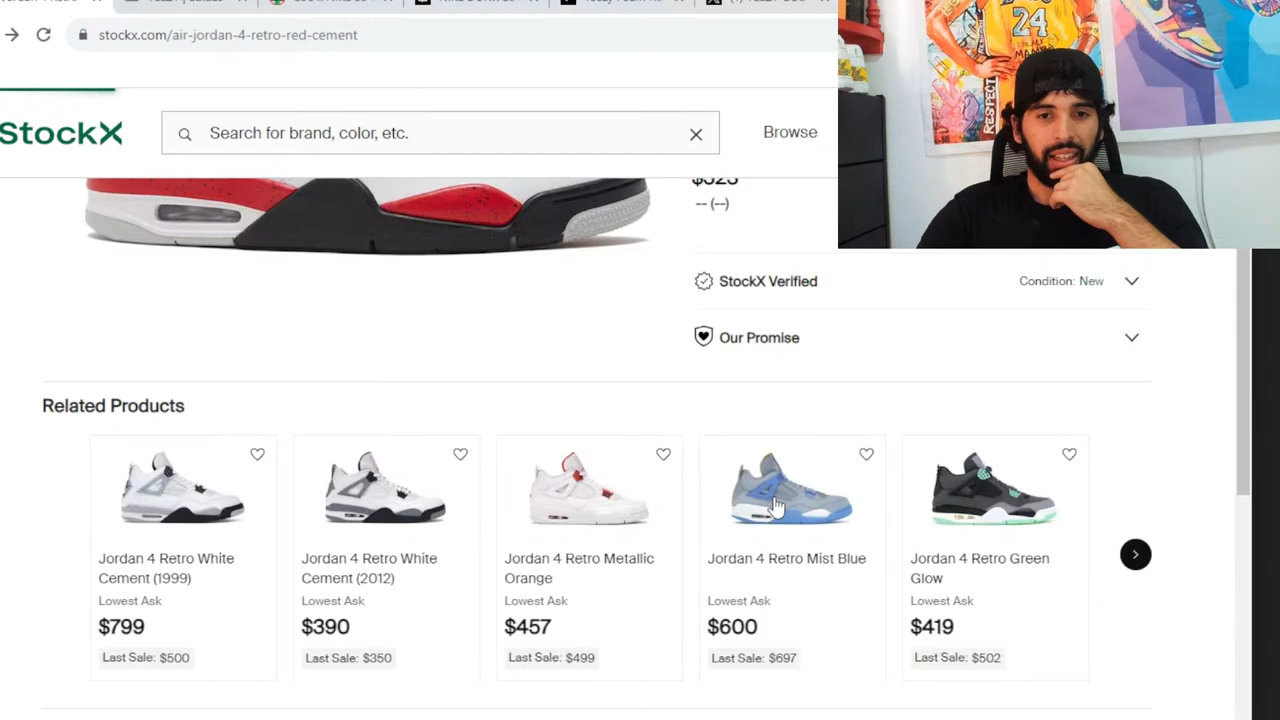 stockx.com/air-jordan-4-retro-red-cement
StockX
Search for brand, color, etc.
Browse
24
BLACK
MAMBA
RESPECT
$325
-- (--)
StockX Verified
Condition: New
Our Promise
Related Products
Jordan 4 Retro White
Cement (1999)
Lowest Ask
$799
Last Sale: $500
Jordan 4 Retro White
Cement (2012)
Lowest Ask
$390
Last Sale: $350
Jordan 4 Retro Metallic
Orange
Lowest Ask
$457
Last Sale: $499
Jordan 4 Retro Mist Blue
Lowest Ask
$600
Last Sale: $697
Jordan 4 Retro Green
Glow
Lowest Ask
$419
Last Sale: $502